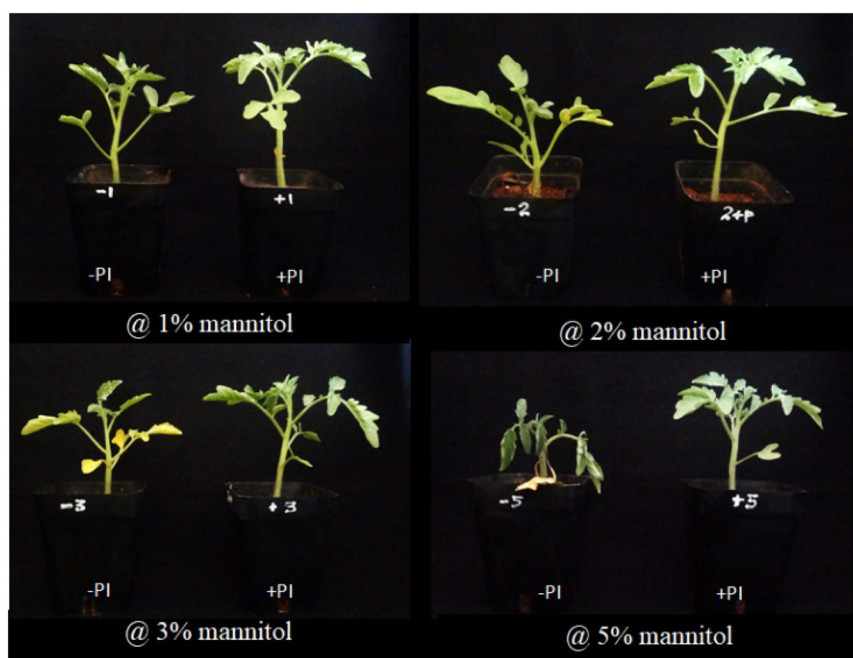 -1
+1
-PI
+PI
@ 1% mannitol
-2
2+P
-PI
+PI
@ 2% mannitol
-3
+3
-PI
+PI
@ 3% mannitol
-5
+5
-PI
+PI
@ 5% mannitol